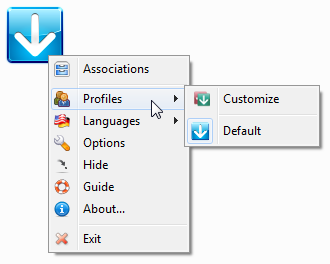 Associations
Profiles
Languages
Options
Hide
Guide
About...
Exit
Customize
Default